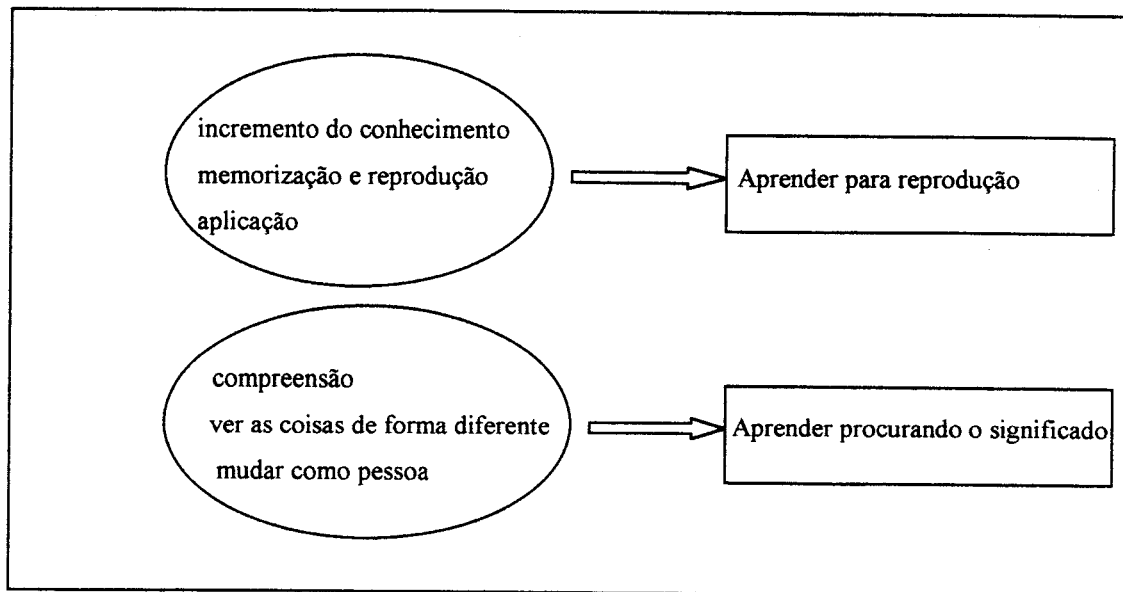 incremento do conhecimento
memorização e reprodução
aplicação
Aprender para reprodução
compreensão
ver as coisas de forma diferente
mudar como pessoa
Aprender procurando o significado